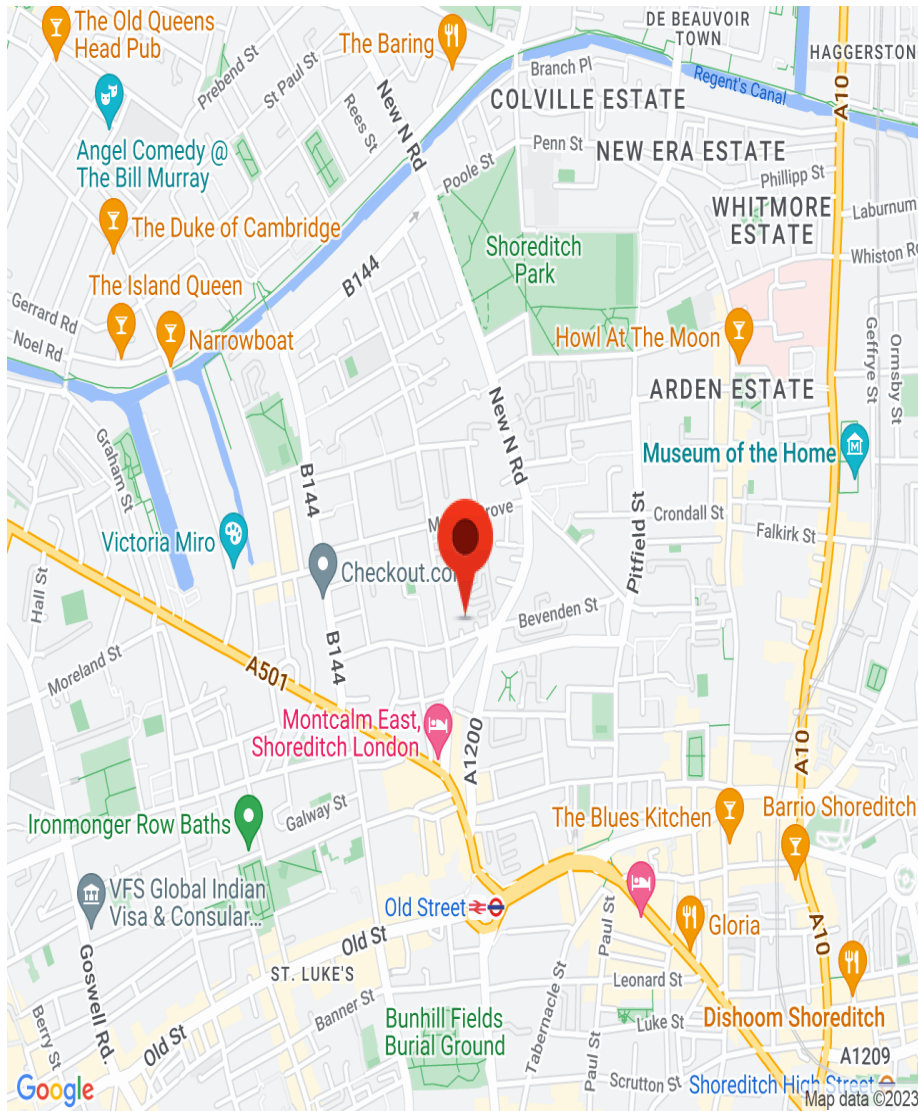 The Old Queens
Head Pub
Prebend St
St Paul St
The Baring
DE BEAUVOIR
TOWN
HAGGERSTON
Branch Pl
Regent's Canal
A10
COLVILLE ESTATE
New N Rd
Rees St
Angel Comedy @
The Bill Murray
Poole St
Penn St
NEW ERA ESTATE
Phillipp St
WHITMORE
ESTATE
Laburnum
Whiston Rd
The Duke of Cambridge
Shoreditch
Park
B144
The Island Queen
Gerrard Rd
Noel Rd
Narrowboat
Howl At The Moon
Geffrye St
Ormsby St
ARDEN ESTATE
New N Rd
Graham St
B144
Museum of the Home
Pitfield St
Crondall St
Falkirk St
Victoria Miro
Checkout.co
Hall St
Bevenden St
Moreland St
A501
B144
Montcalm East,
Shoreditch London
A1200
A10
Galway St
Ironmonger Row Baths
The Blues Kitchen
Barrio Shoreditch
VFS Global Indian
Visa & Consular...
Old Street
Paul St
Gloria
A10
Goswell Rd.
Old St
ST. LUKE'S
Leonard St
Tabernacle St
Banner St
Bunhill Fields
Burial Ground
Luke St
Dishoom Shoreditch
Berry St
Old St
Paul St
A1209
Scrutton St
Shoreditch High Street
Google
Map data ©2023